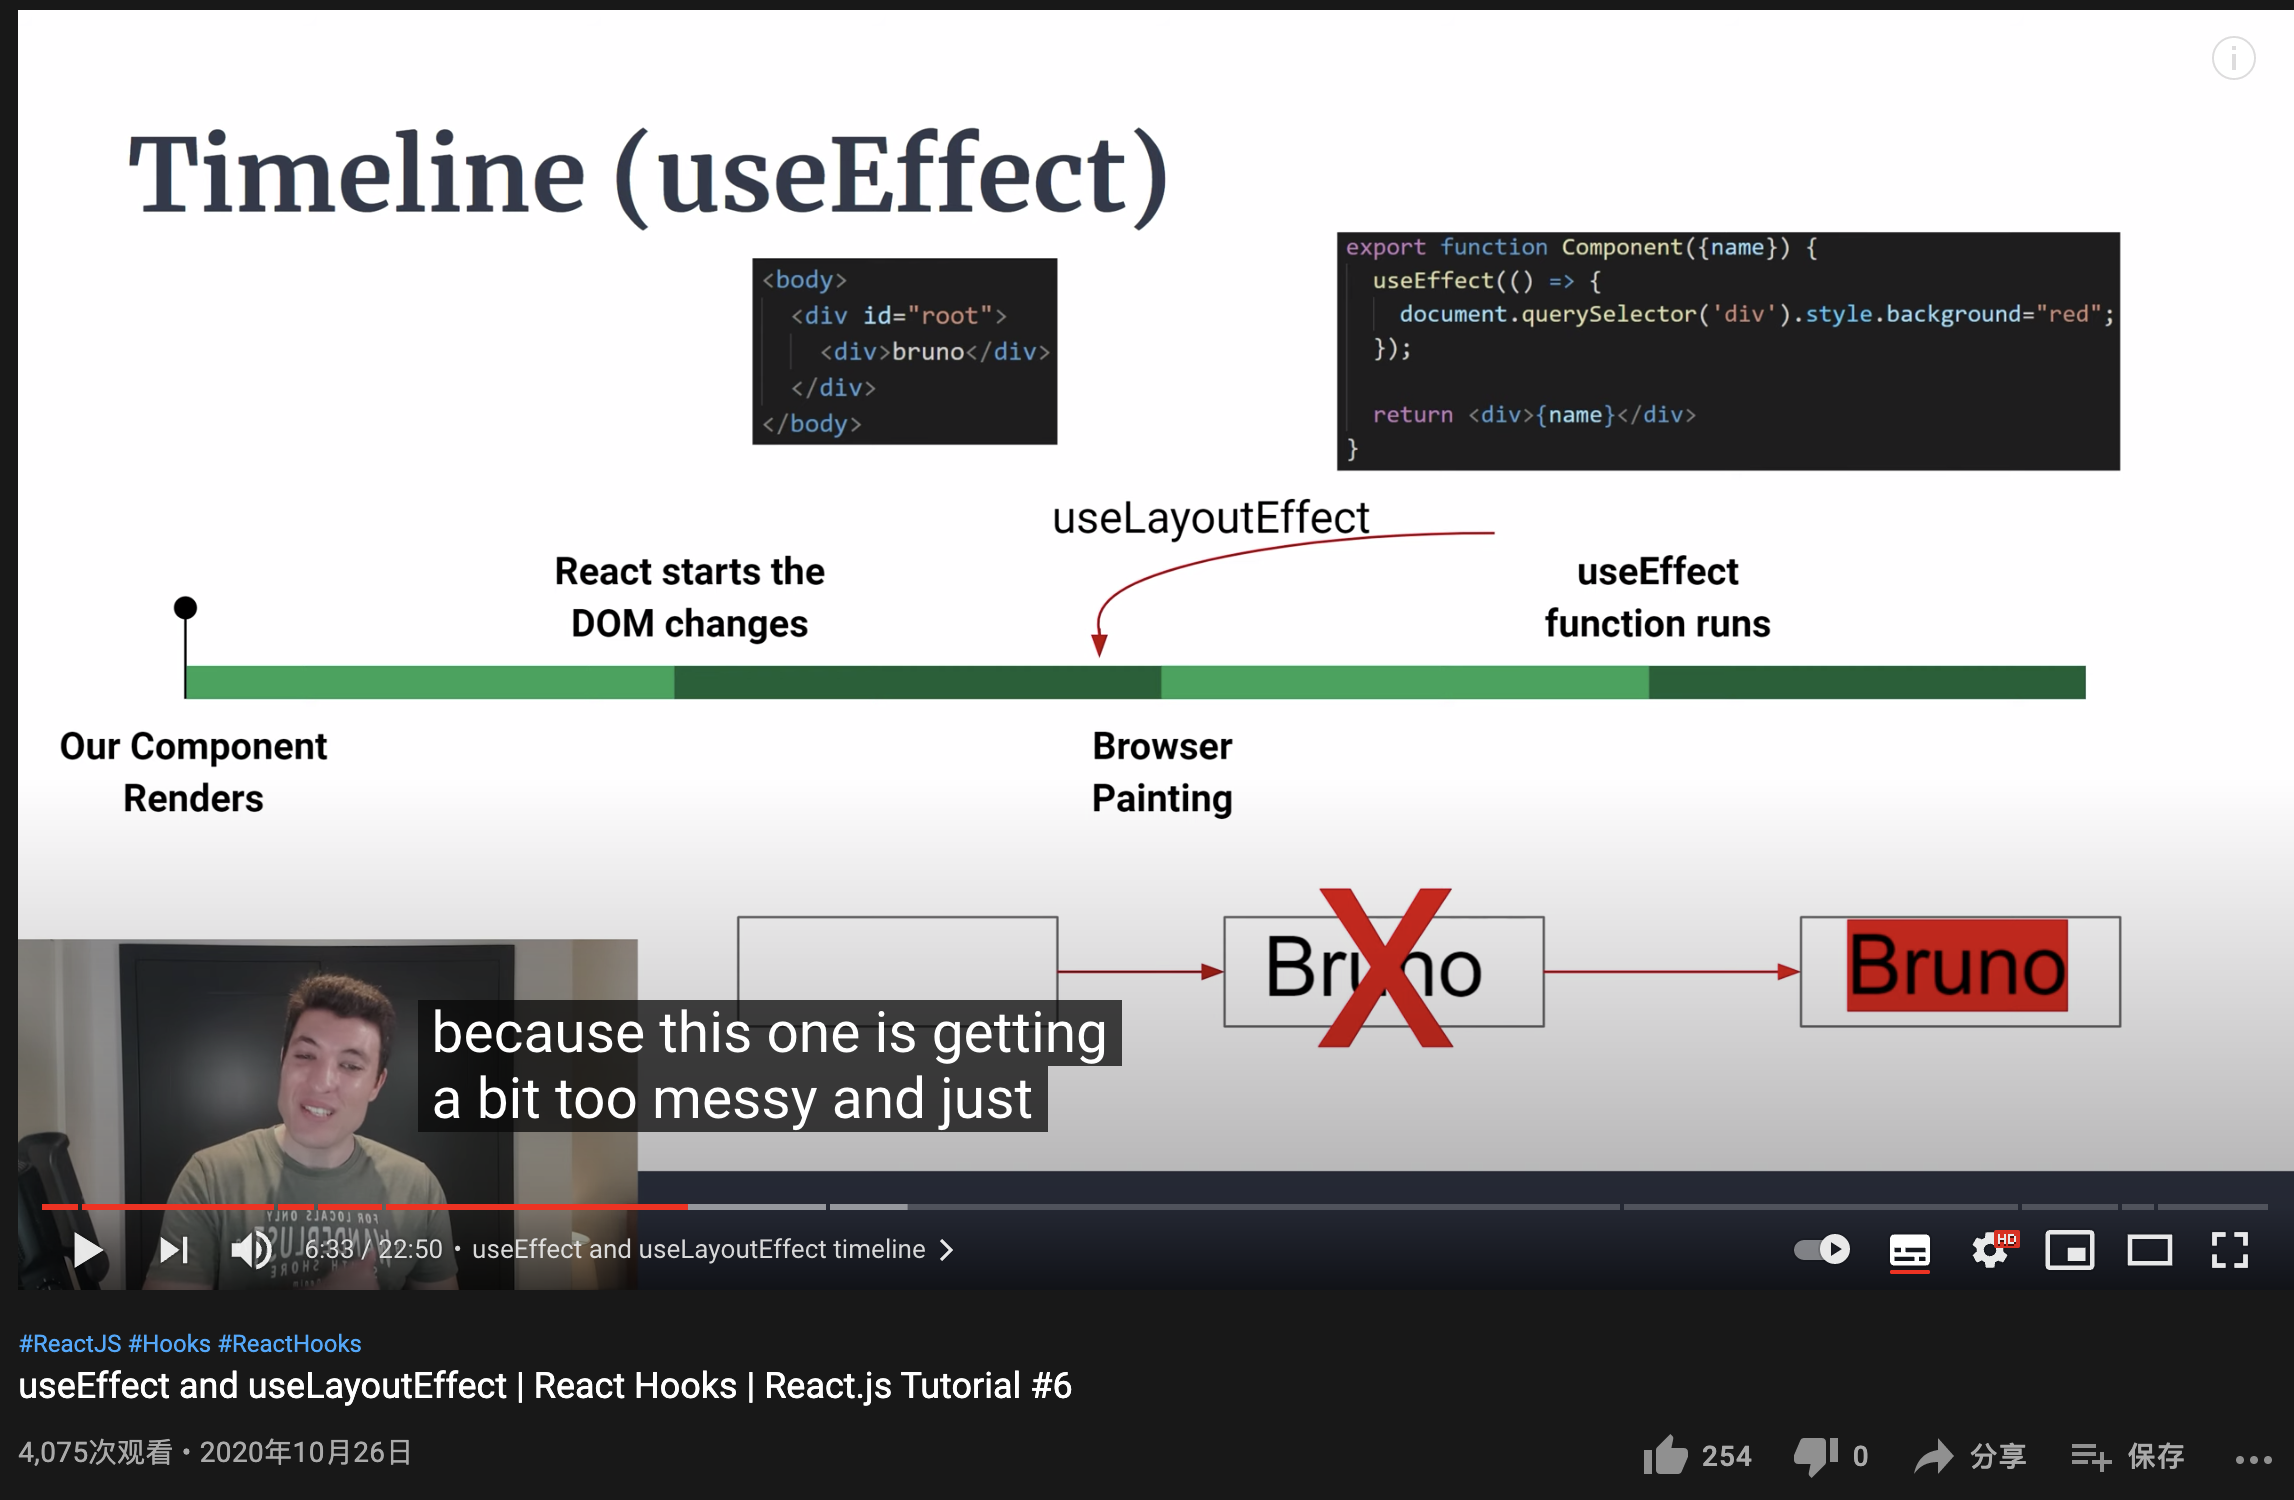 Timeline (useEffect)
<body>
<div id="root">
<div>bruno</div>
</div>
</body>
export function Component({name}) {
useEffect(() => {
document.querySelector('div').style.background="red";
});
return <div>{name}</div>
}
useLayoutEffect
React starts the
DOM changes
useEffect
function runs
Our Component
Renders
Browser
Painting
Bruno
X
Bruno
because this one is getting
a bit too messy and just
FOR LOCALS ONLY
6:33 / 22:50 • useEffect and useLayoutEffect timeline
HD
#ReactJS #Hooks #ReactHooks
useEffect and useLayoutEffect | React Hooks | React.js Tutorial #6
4,075次观看 • 2020年10月26日
254
0
分享
保存